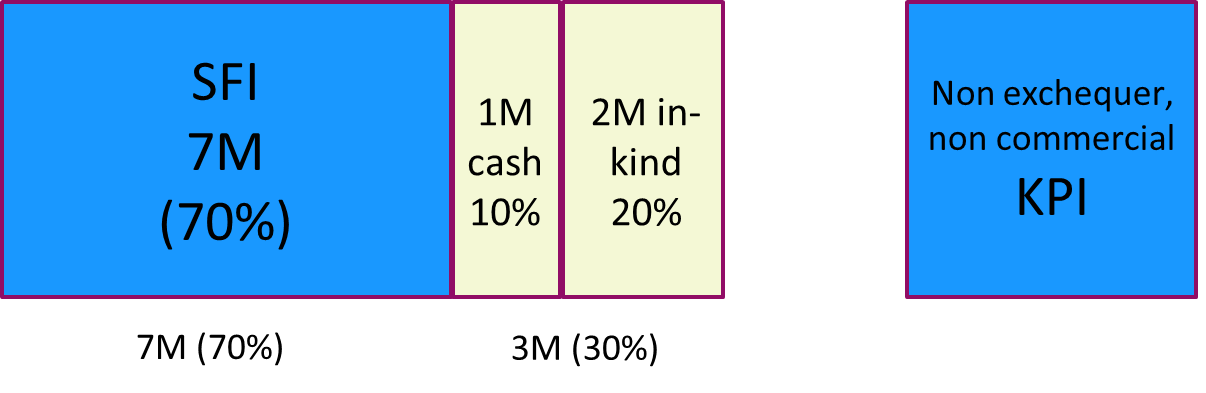 SFI
7M
(70%)
1M
cash
10%
2M in-
kind
20%
Non exchequer,
non commercial
KPI
7M (70%)
3M (30%)